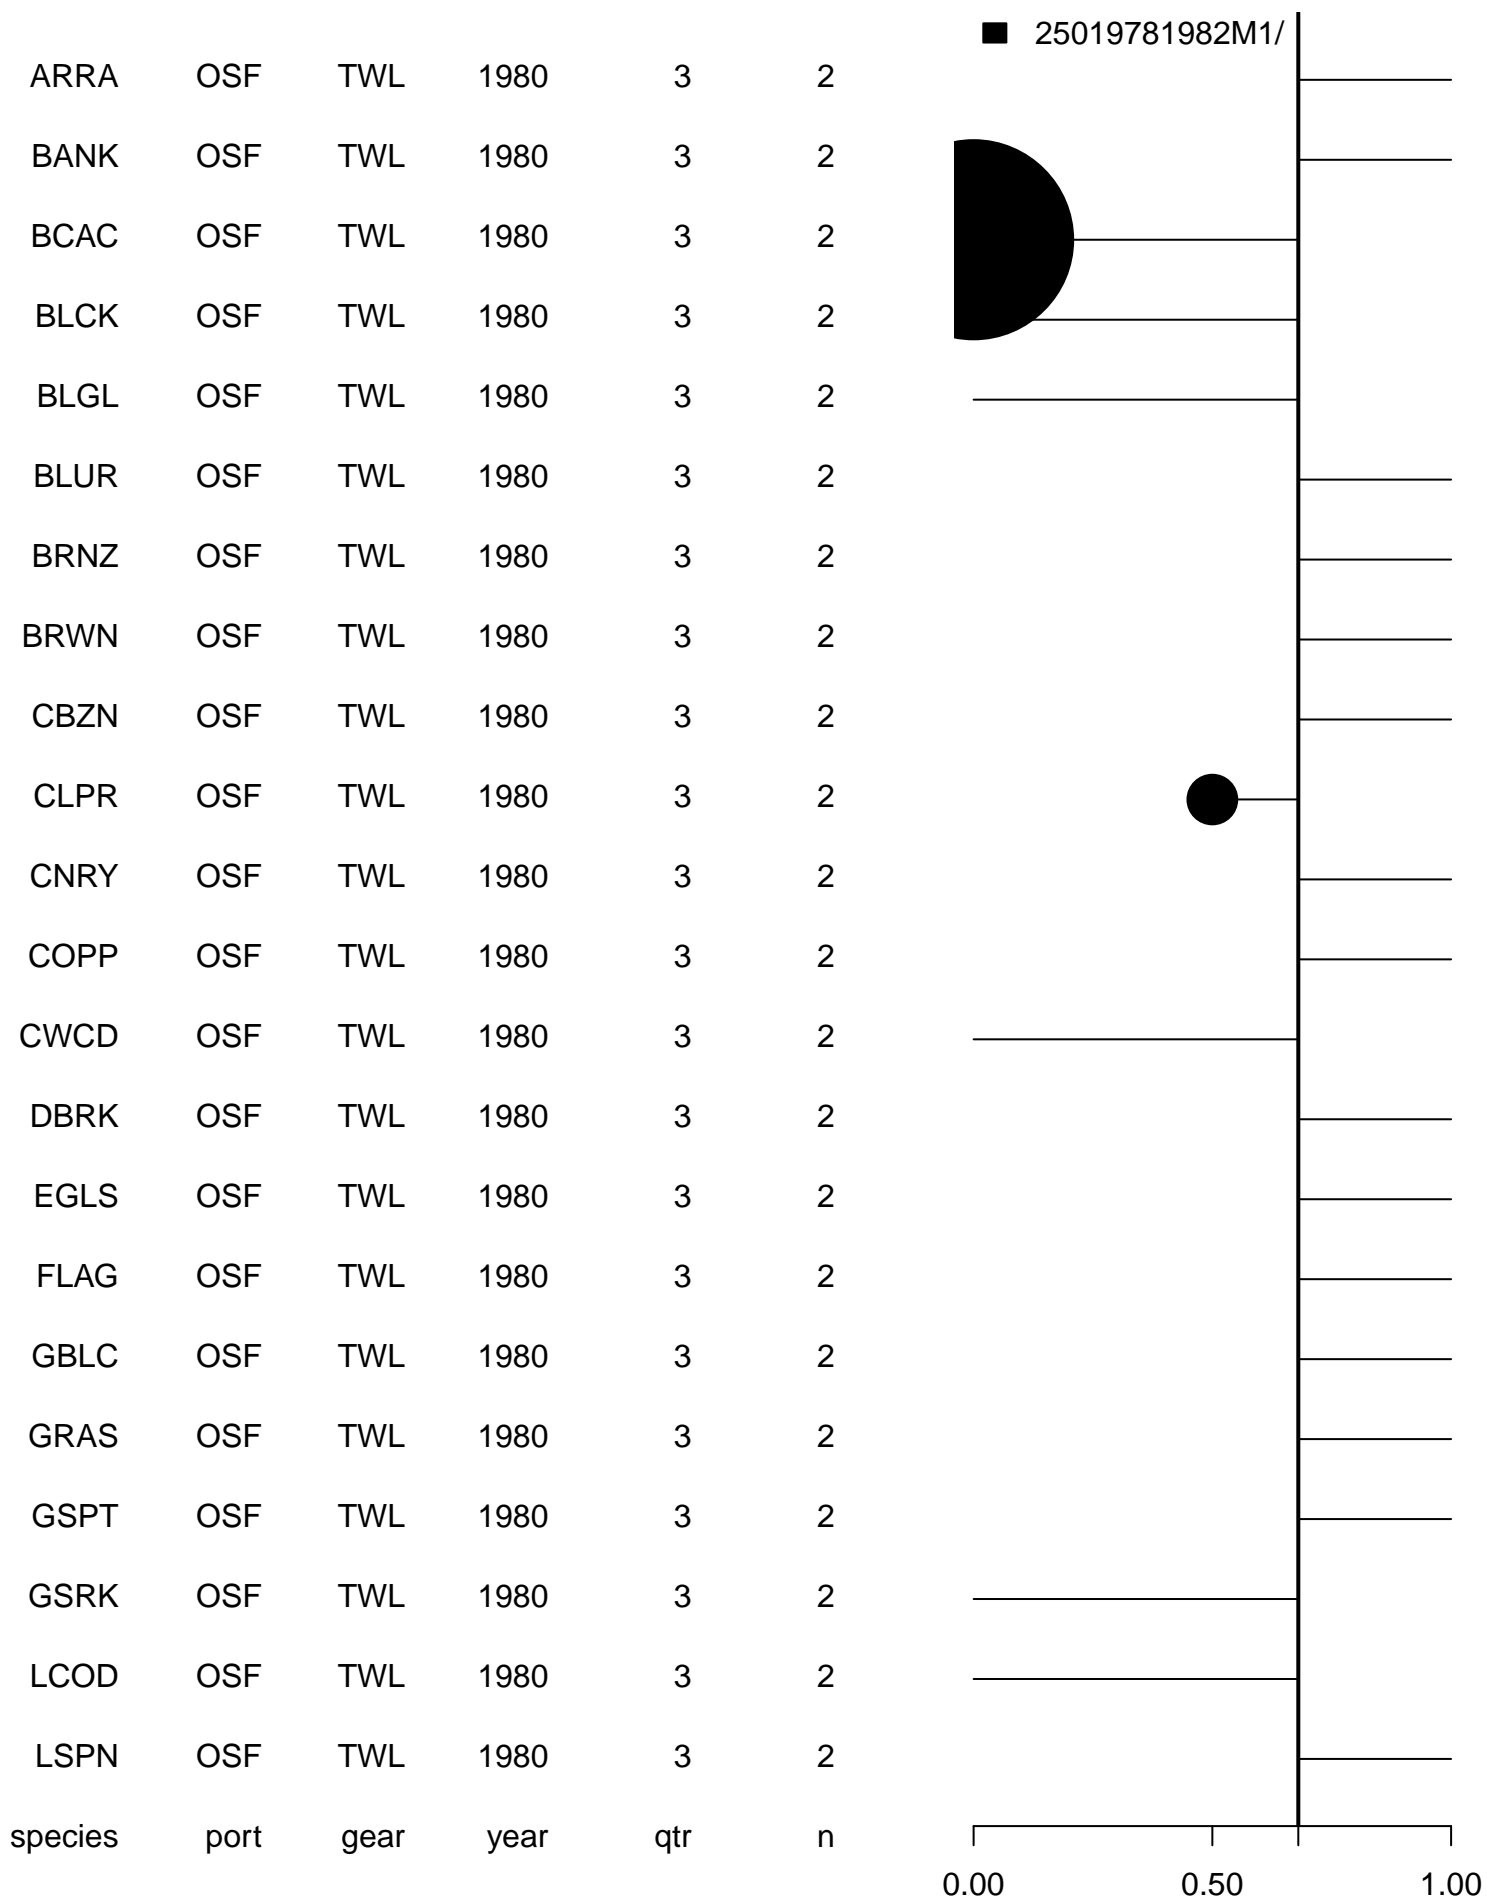 25019781982M1/
ARRA OSF TWL 1980 3 2
BANK OSF TWL 1980 3 2
BCAC OSF TWL 1980 3 2
BLCK OSF TWL 1980 3 2
BLGL OSF TWL 1980 3 2
BLUR OSF TWL 1980 3 2
BRNZ OSF TWL 1980 3 2
BRWN OSF TWL 1980 3 2
CBZN OSF TWL 1980 3 2
CLPR OSF TWL 1980 3 2
CNRY OSF TWL 1980 3 2
COPP OSF TWL 1980 3 2
CWCD OSF TWL 1980 3 2
DBRK OSF TWL 1980 3 2
EGLS OSF TWL 1980 3 2
FLAG OSF TWL 1980 3 2
GBLC OSF TWL 1980 3 2
GRAS OSF TWL 1980 3 2
GSPT OSF TWL 1980 3 2
GSRK OSF TWL 1980 3 2
LCOD OSF TWL 1980 3 2
LSPN OSF TWL 1980 3 2
species port gear year qtr n
0.00 0.50 1.00